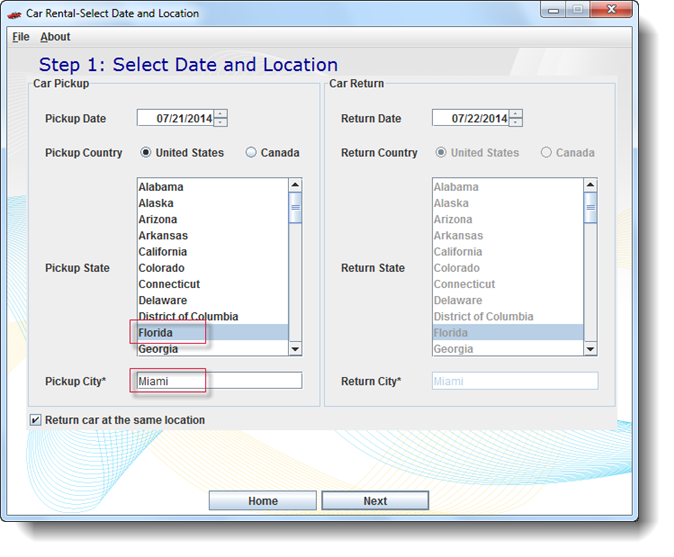 Car Rental-Select Date and Location
File About
Step 1: Select Date and Location
Car Pickup
Pickup Date 07/21/2014
Pickup Country United States Canada
Pickup State
Alabama
Alaska
Arizona
Arkansas
California
Colorado
Connecticut
Delaware
District of Columbia
Florida
Georgia
Pickup City* Miami
Car Return
Return Date 07/22/2014
Return Country United States Canada
Return State
Alabama
Alaska
Arizona
Arkansas
California
Colorado
Connecticut
Delaware
District of Columbia
Florida
Georgia
Return City* Miami
Return car at the same location
Home Next